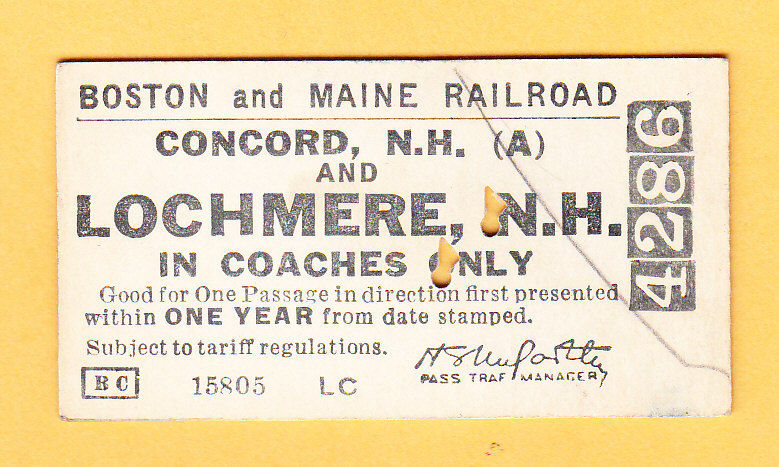 BOSTON and MAINE RAILROAD
CONCORD, N.H. (A)
AND
LOCHMERE, N.H.
IN COACHES ONLY
Good for One Passage in direction first presented
within ONE YEAR from date stamped.
Subject to tariff regulations.
PASS TRAF MANAGER
RC 15805 LC
4286